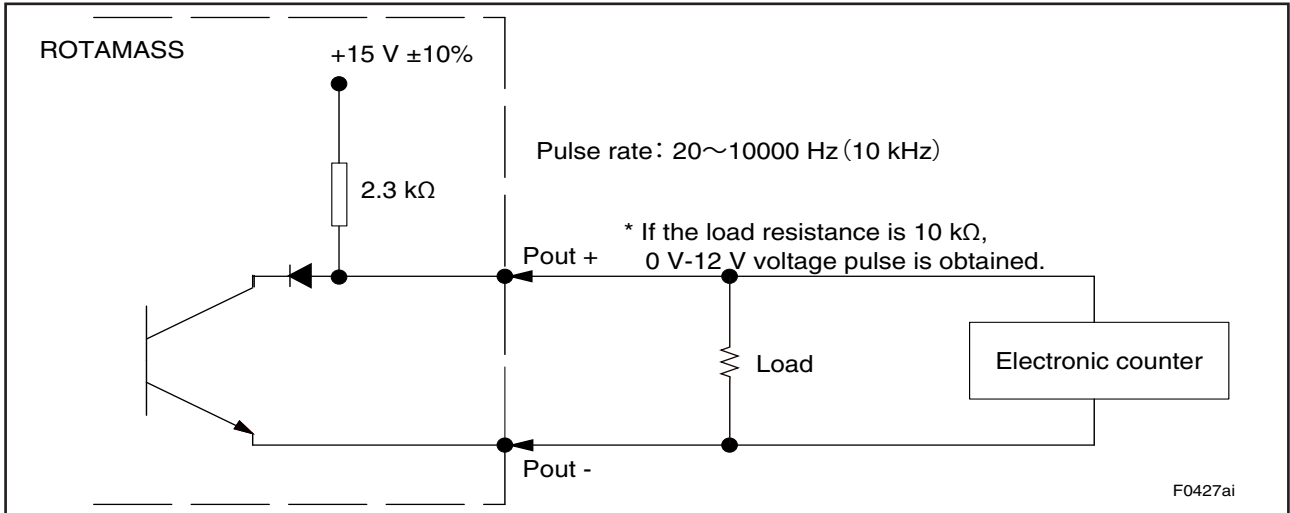 ROTAMASS
+15 V ±10%
Pulse rate：20～10000 Hz（10 kHz）
2.3 kΩ
* If the load resistance is 10 kΩ,
0 V-12 V voltage pulse is obtained.
Pout +
Load
Electronic counter
Pout -
F0427ai